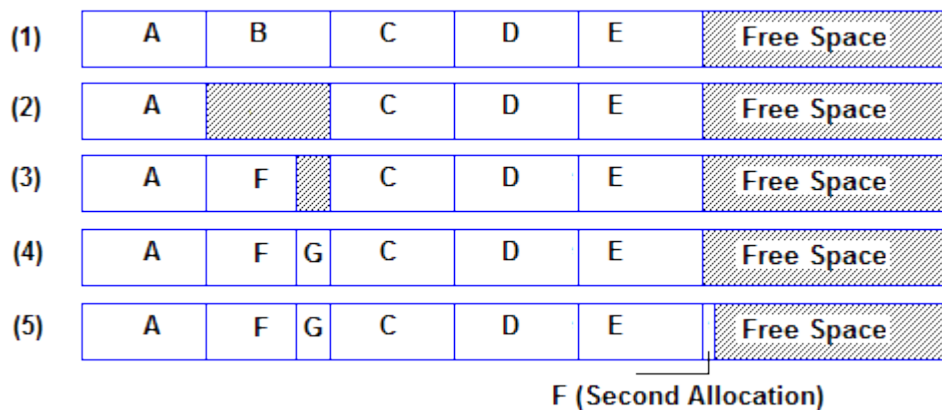 (1) A B C D E Free Space
(2) A C D E Free Space
(3) A F C D E Free Space
(4) A F G C D E Free Space
(5) A F G C D E Free Space
F (Second Allocation)